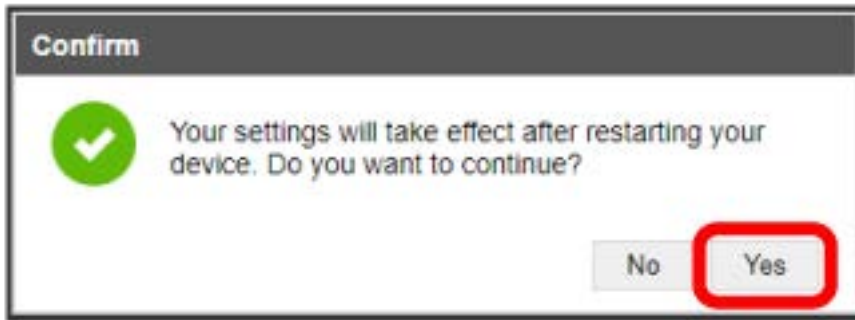 Confirm
Your settings will take effect after restarting your
device. Do you want to continue?
No Yes